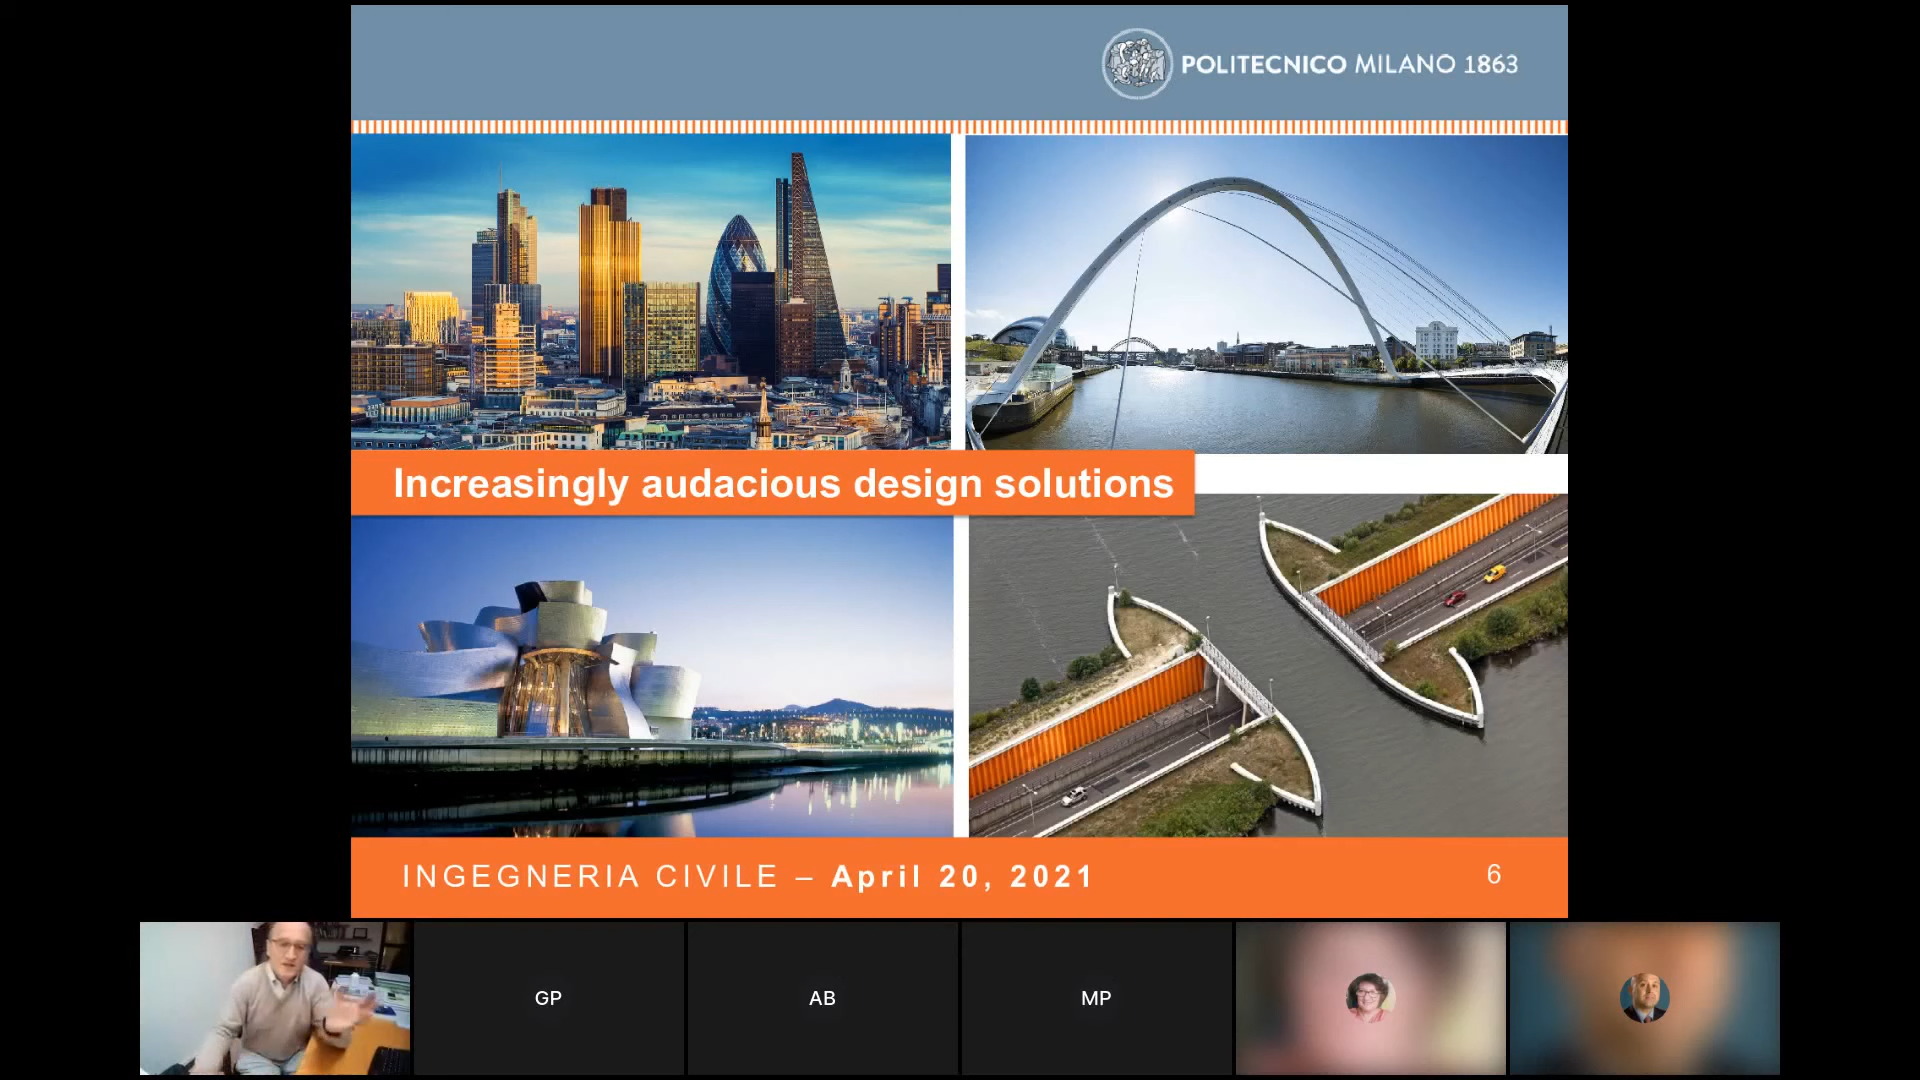 POLITECNICO MILANO 1863
Increasingly audacious design solutions
INGEGNERIA CIVILE – April 20, 2021
6
GP
AB
MP